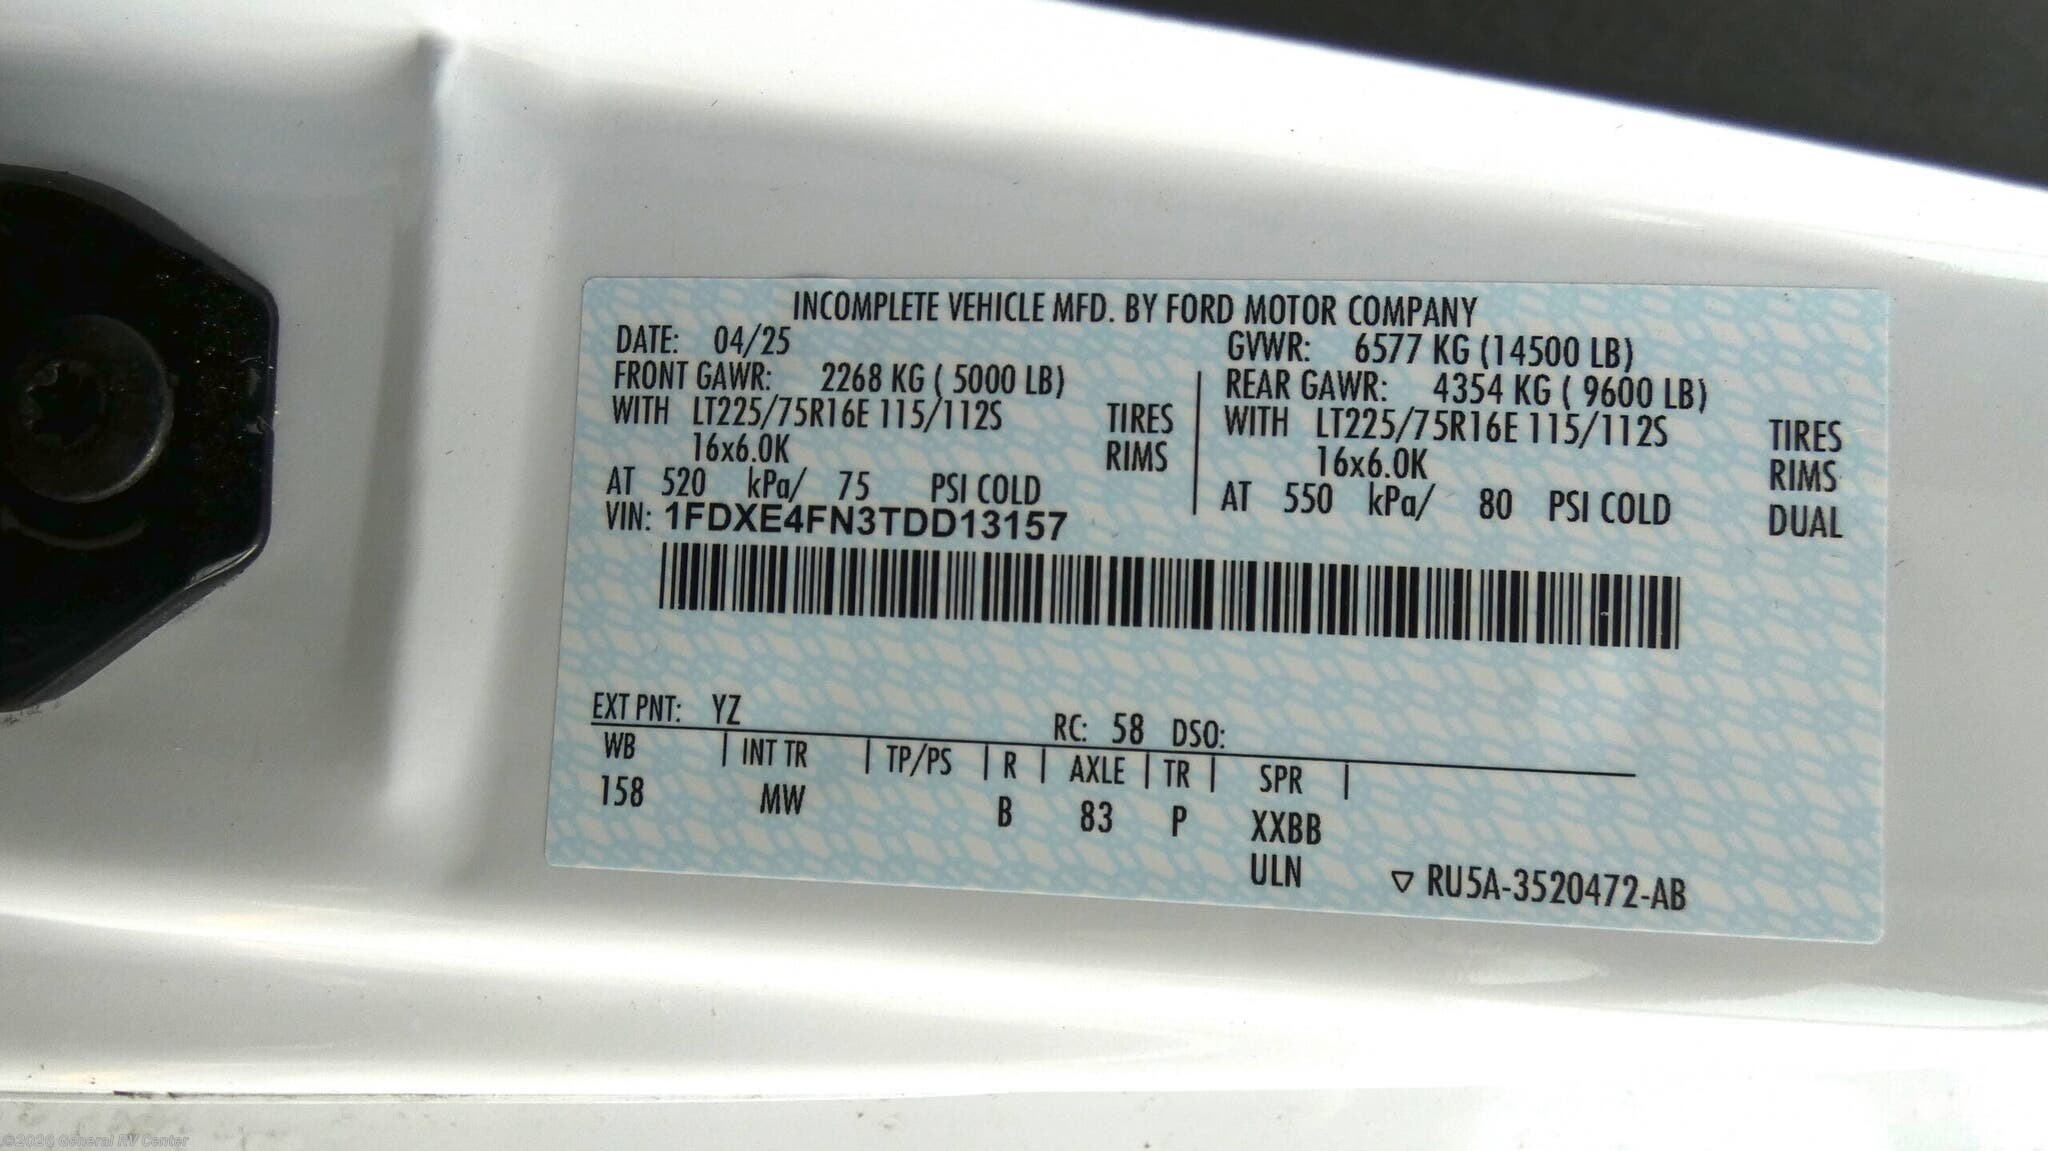 INCOMPLETE VEHICLE MFD. BY FORD MOTOR COMPANY
DATE: 04/25 GVWR: 6577 KG (14500 LB)
FRONT GAWR: 2268 KG ( 5000 LB) REAR GAWR: 4354 KG ( 9600 LB)
WITH LT225/75R16E 115/112S TIRES WITH LT225/75R16E 115/112S TIRES
16x6.0K RIMS 16x6.0K RIMS
AT 520 kPa/ 75 PSI COLD AT 550 kPa/ 80 PSI COLD DUAL
VIN: 1FDXE4FN3TDD13157
EXT PNT: YZ RC: 58 DSO:
WB | INT TR | TP/PS | R | AXLE | TR | SPR |
158 MW B 83 P XXBB
ULN ▽ RU5A-3520472-AB
©2026 General RV Center